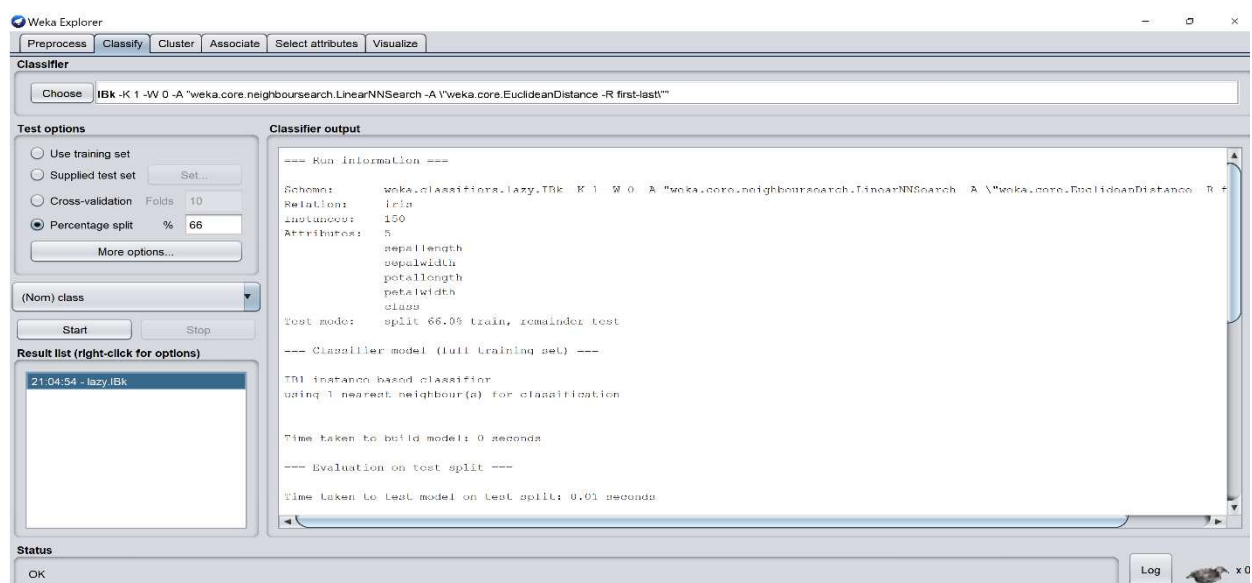 Weka Explorer
Preprocess Classify Cluster Associate Select attributes Visualize
Classifier
Choose IBk -K 1 -W 0 -A "weka.core.neighboursearch.LinearNNSearch -A \"weka.core.EuclideanDistance -R first-last\""
Test options
Use training set
Supplied test set Set...
Cross-validation Folds 10
Percentage split % 66
More options...
(Nom) class
Start Stop
Result list (right-click for options)
21:04:54 - lazy.IBk
Classifier output
=== Run information ===
Scheme: weka.classifiers.lazy.IBk -K 1 -W 0 -A "weka.core.neighboursearch.LinearNNSearch -A \"weka.core.EuclideanDistance -R f
Relation: iris
Instances: 150
Attributes: 5
sepallength
sepalwidth
petallength
petalwidth
class
Test mode: split 66.0% train, remainder test
=== Classifier model (full training set) ===
IB1 instance-based classifier
using 1 nearest neighbour(s) for classification
Time taken to build model: 0 seconds
=== Evaluation on test split ===
Time taken to test model on test split: 0.01 seconds
Status
OK
Log
x 0